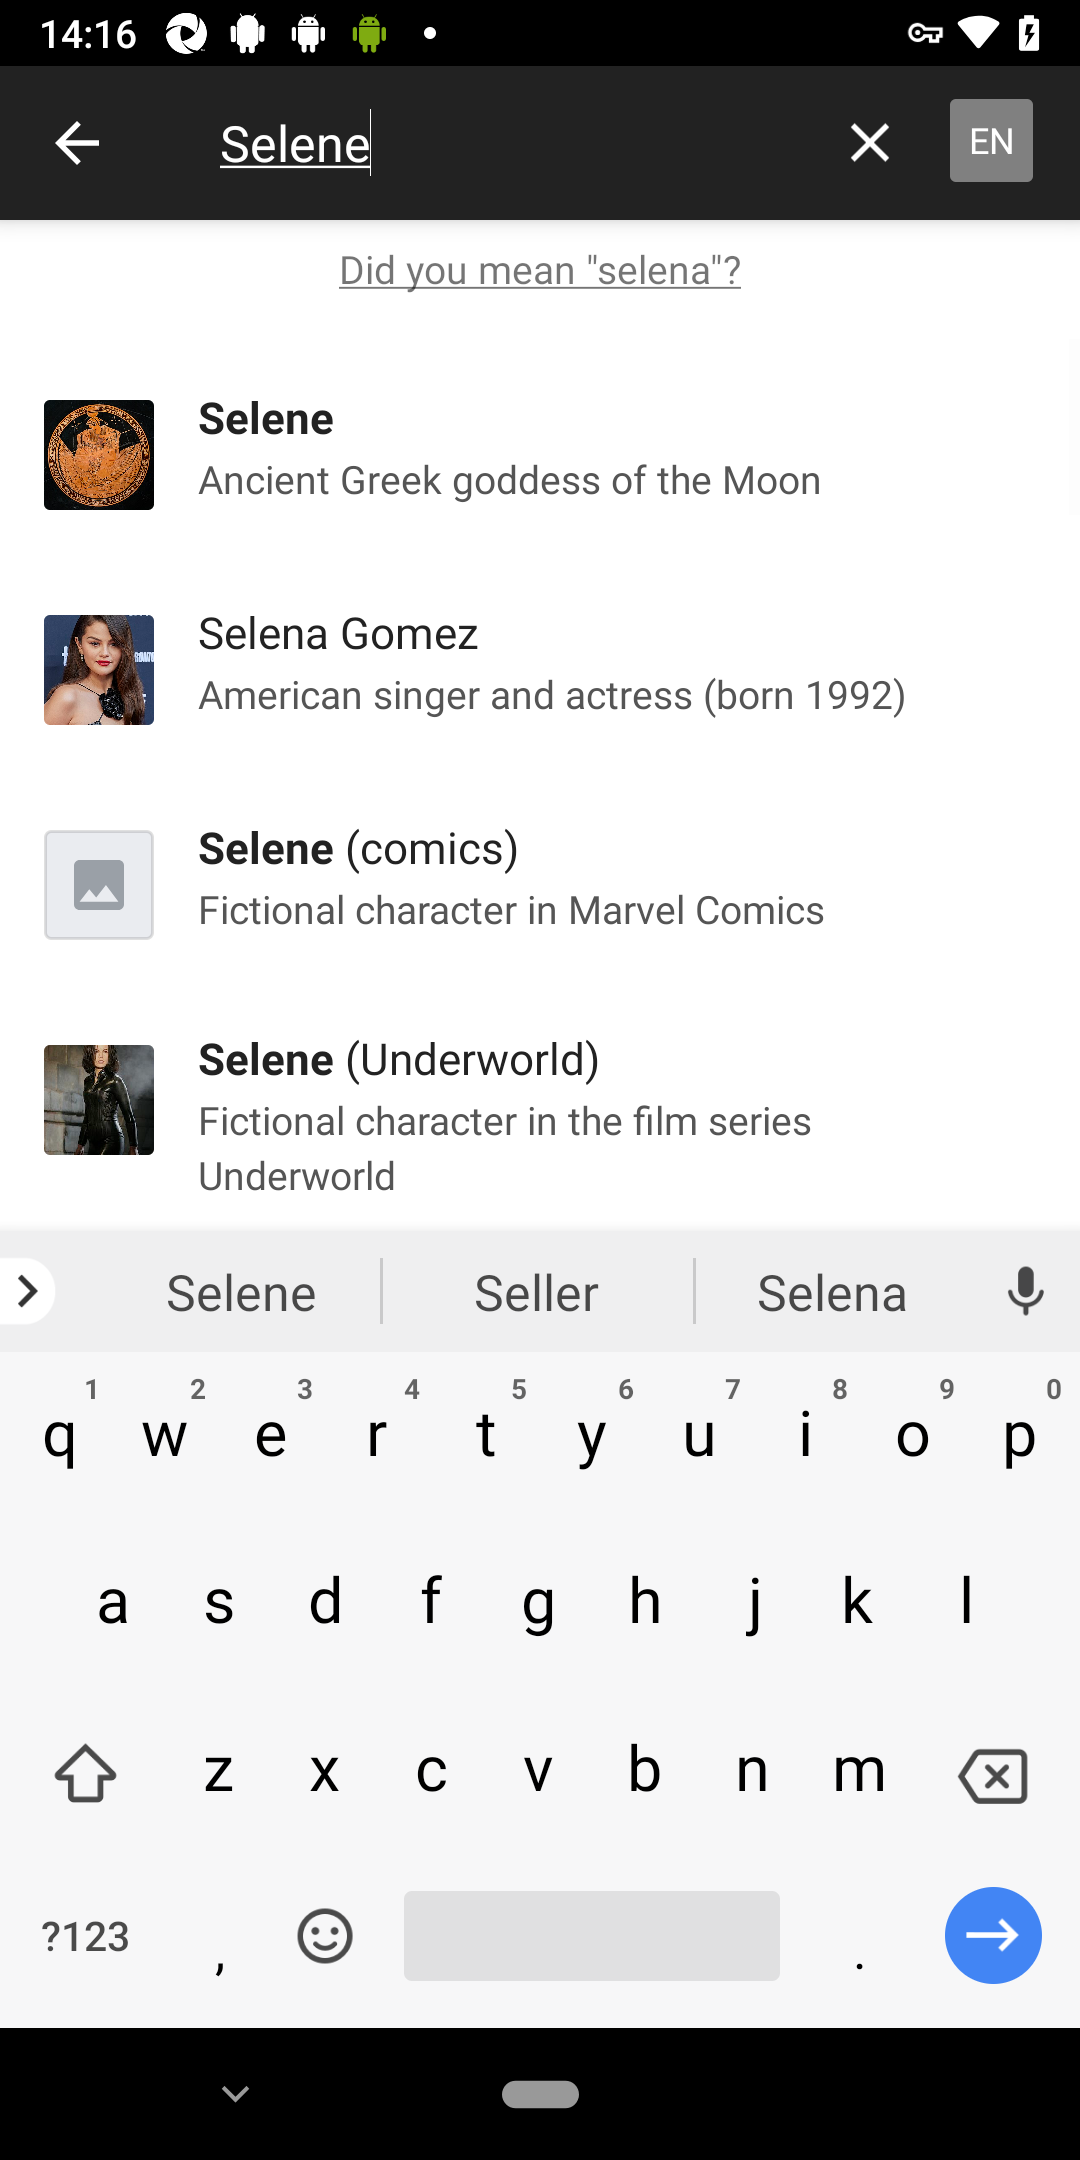 14:16
Selene
EN
Did you mean "selena"?
Selene
Ancient Greek goddess of the Moon
Selena Gomez
American singer and actress (born 1992)
Selene (comics)
Fictional character in Marvel Comics
Selene (Underworld)
Fictional character in the film series
Underworld
Selene Seller Selena
1 2 3 4 5 6 7 8 9 0
q w e r t y u i o p
a s d f g h j k l
z x c v b n m
?123 , .